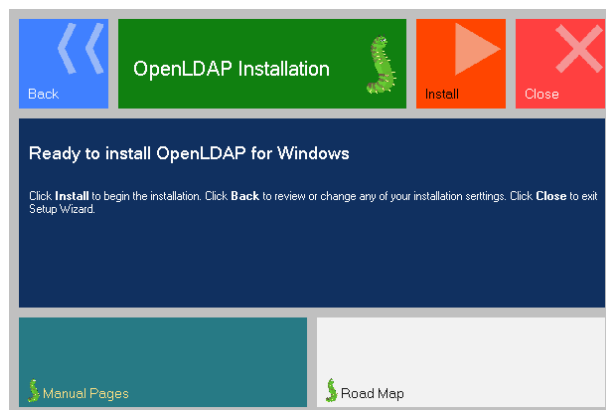 Back
OpenLDAP Installation
Install
Close
Ready to install OpenLDAP for Windows
Click Install to begin the installation. Click Back to review or change any of your installation serttings. Click Close to exit
Setup Wizard.
Manual Pages
Road Map